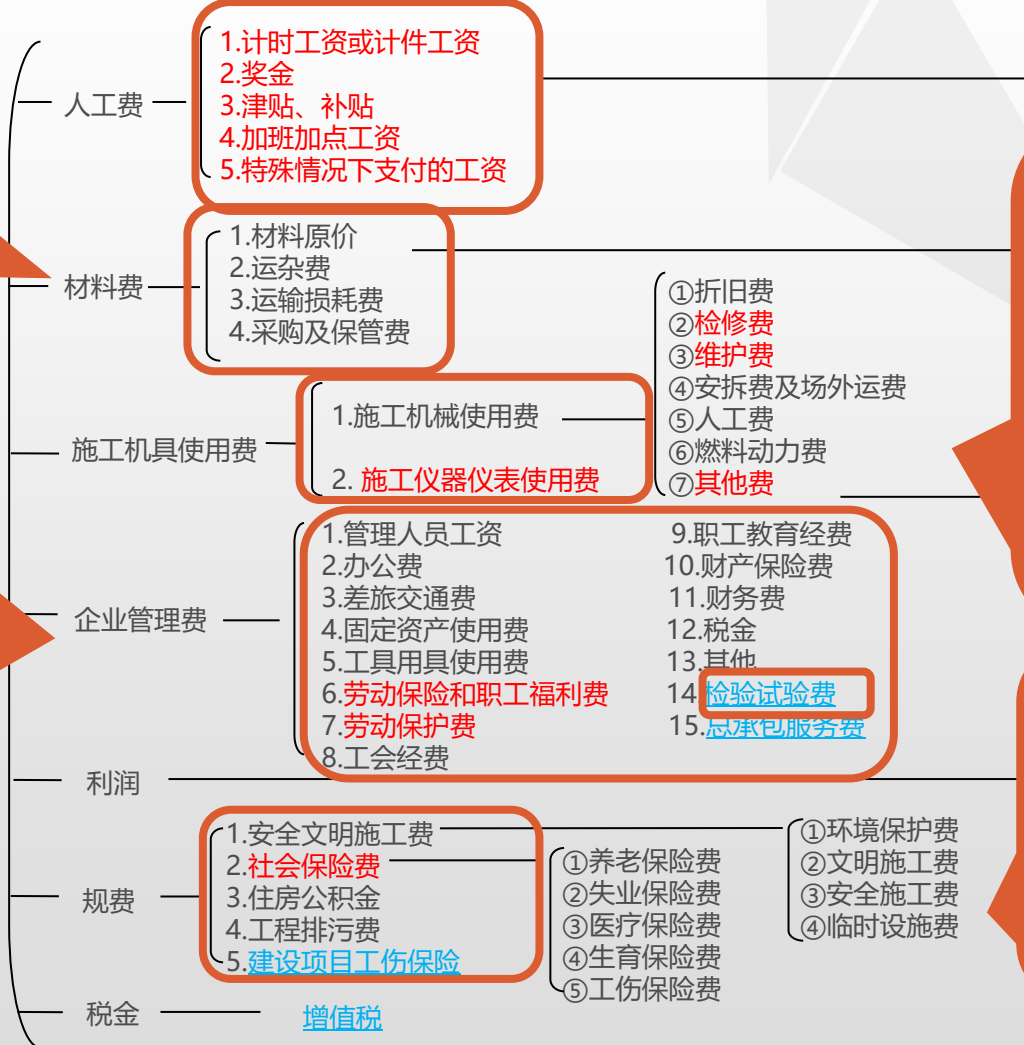 人工费
1.计时工资或计件工资
2.奖金
3.津贴、补贴
4.加班加点工资
5.特殊情况下支付的工资
材料费
1.材料原价
2.运杂费
3.运输损耗费
4.采购及保管费
施工机具使用费
1.施工机械使用费
2. 施工仪器仪表使用费
①折旧费
②检修费
③维护费
④安拆费及场外运费
⑤人工费
⑥燃料动力费
⑦其他费
企业管理费
1.管理人员工资
2.办公费
3.差旅交通费
4.固定资产使用费
5.工具用具使用费
6.劳动保险和职工福利费
7.劳动保护费
8.工会经费
9.职工教育经费
10.财产保险费
11.财务费
12.税金
13.其他
14.检验试验费
15.总承包服务费
利润
规费
1.安全文明施工费
2.社会保险费
3.住房公积金
4.工程排污费
5.建设项目工伤保险
①养老保险费
②失业保险费
③医疗保险费
④生育保险费
⑤工伤保险费
①环境保护费
②文明施工费
③安全施工费
④临时设施费
税金
增值税